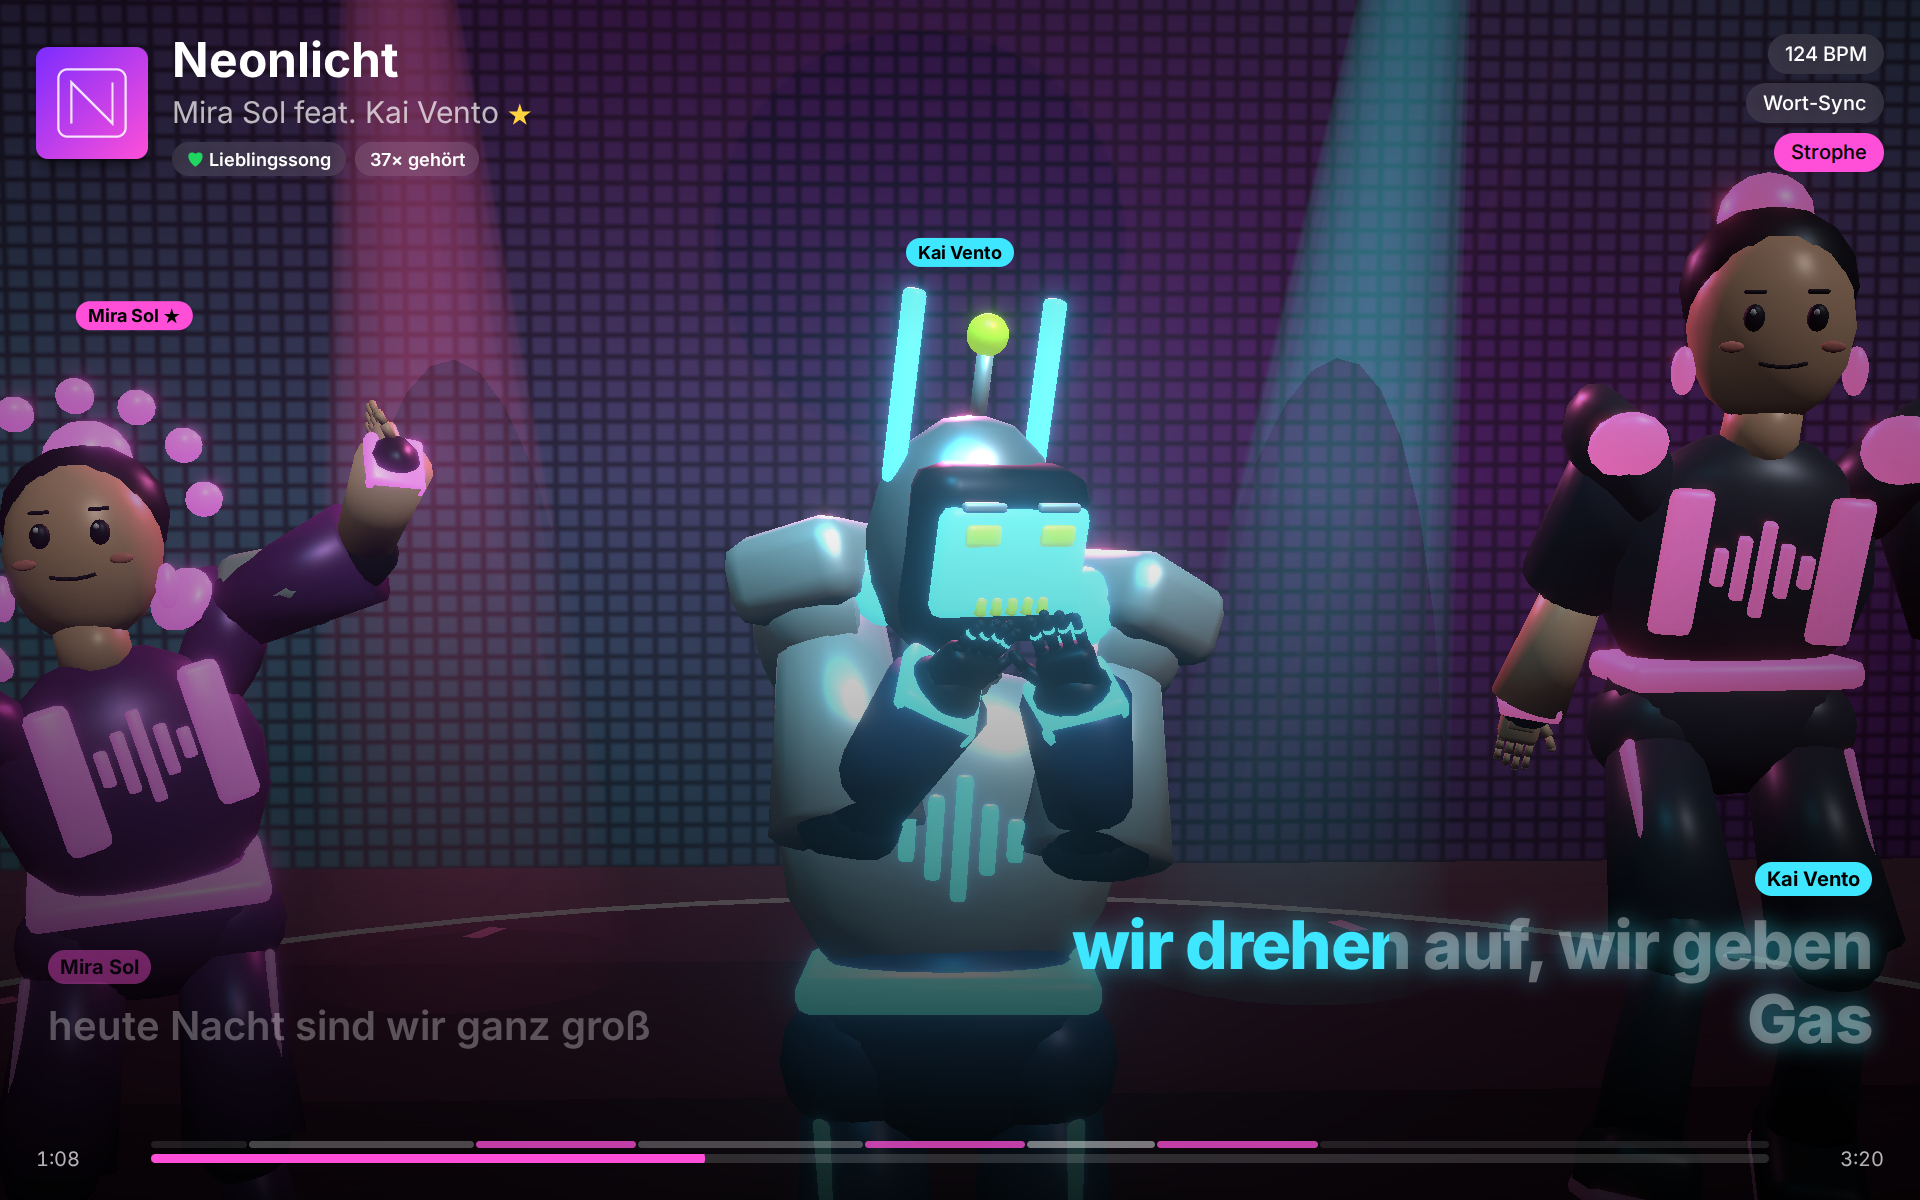 N
Neonlicht
Mira Sol feat. Kai Vento ★
Lieblingssong
37× gehört
124 BPM
Wort-Sync
Strophe
Kai Vento
Mira Sol ★
Kai Vento
wir drehen auf, wir geben
Gas
Mira Sol
heute Nacht sind wir ganz groß
1:08
3:20